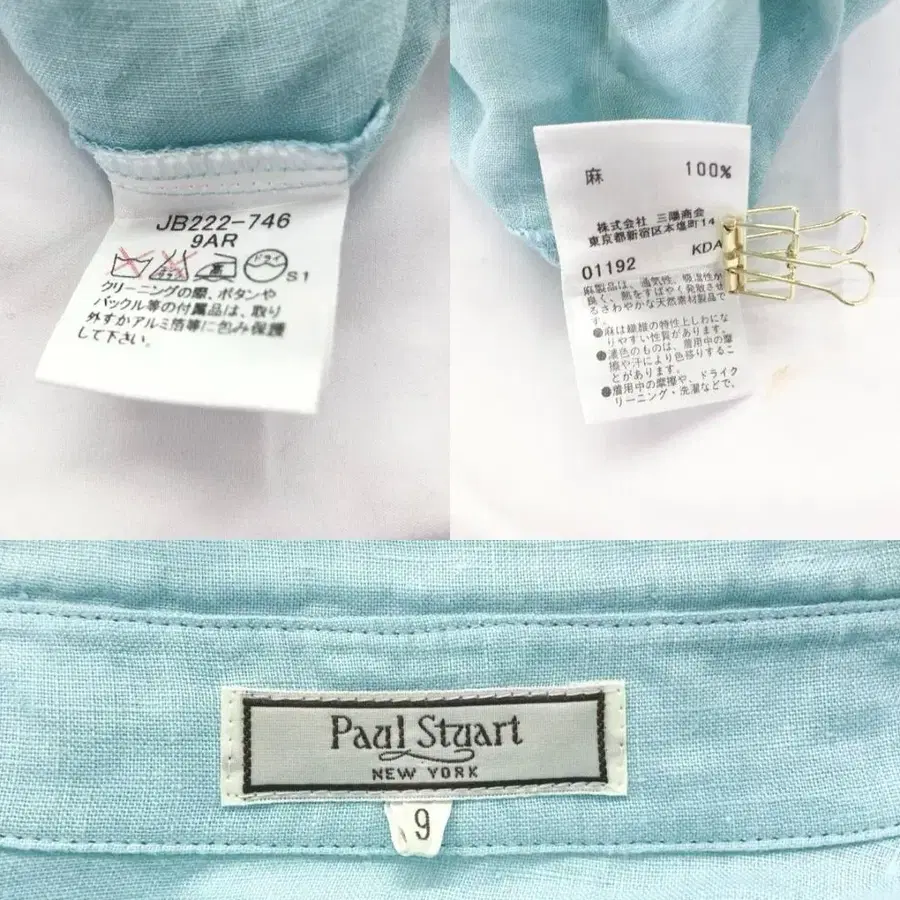 JB222-746
9AR
ドライ
高
S1
クリーニングの際、ボタンや
バックル等の付属品は、取り
外すかアルミ箔等に包み保護
して下さい。
麻 100%
株式会社 三陽商会
東京都新宿区本塩町14
01192 KDA
麻製品は、通気性、吸湿性が
良く、熱をすばやく発散させ
るさわやかな天然素材製品で
す。
●麻は繊維の特性上しわにな
りやすい性質があります。
●濃色のものは、着用中の摩
擦や汗により色移りするこ
とがあります。
●着用中の摩擦や、ドライク
リーニング・洗濯などで、
Paul Stuart
NEW YORK
9